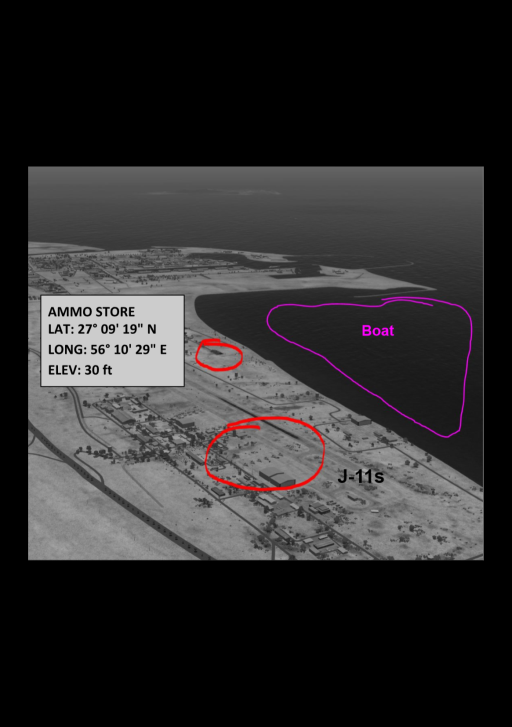 AMMO STORE
LAT: 27° 09' 19" N
LONG: 56° 10' 29" E
ELEV: 30 ft
Boat
J-11s